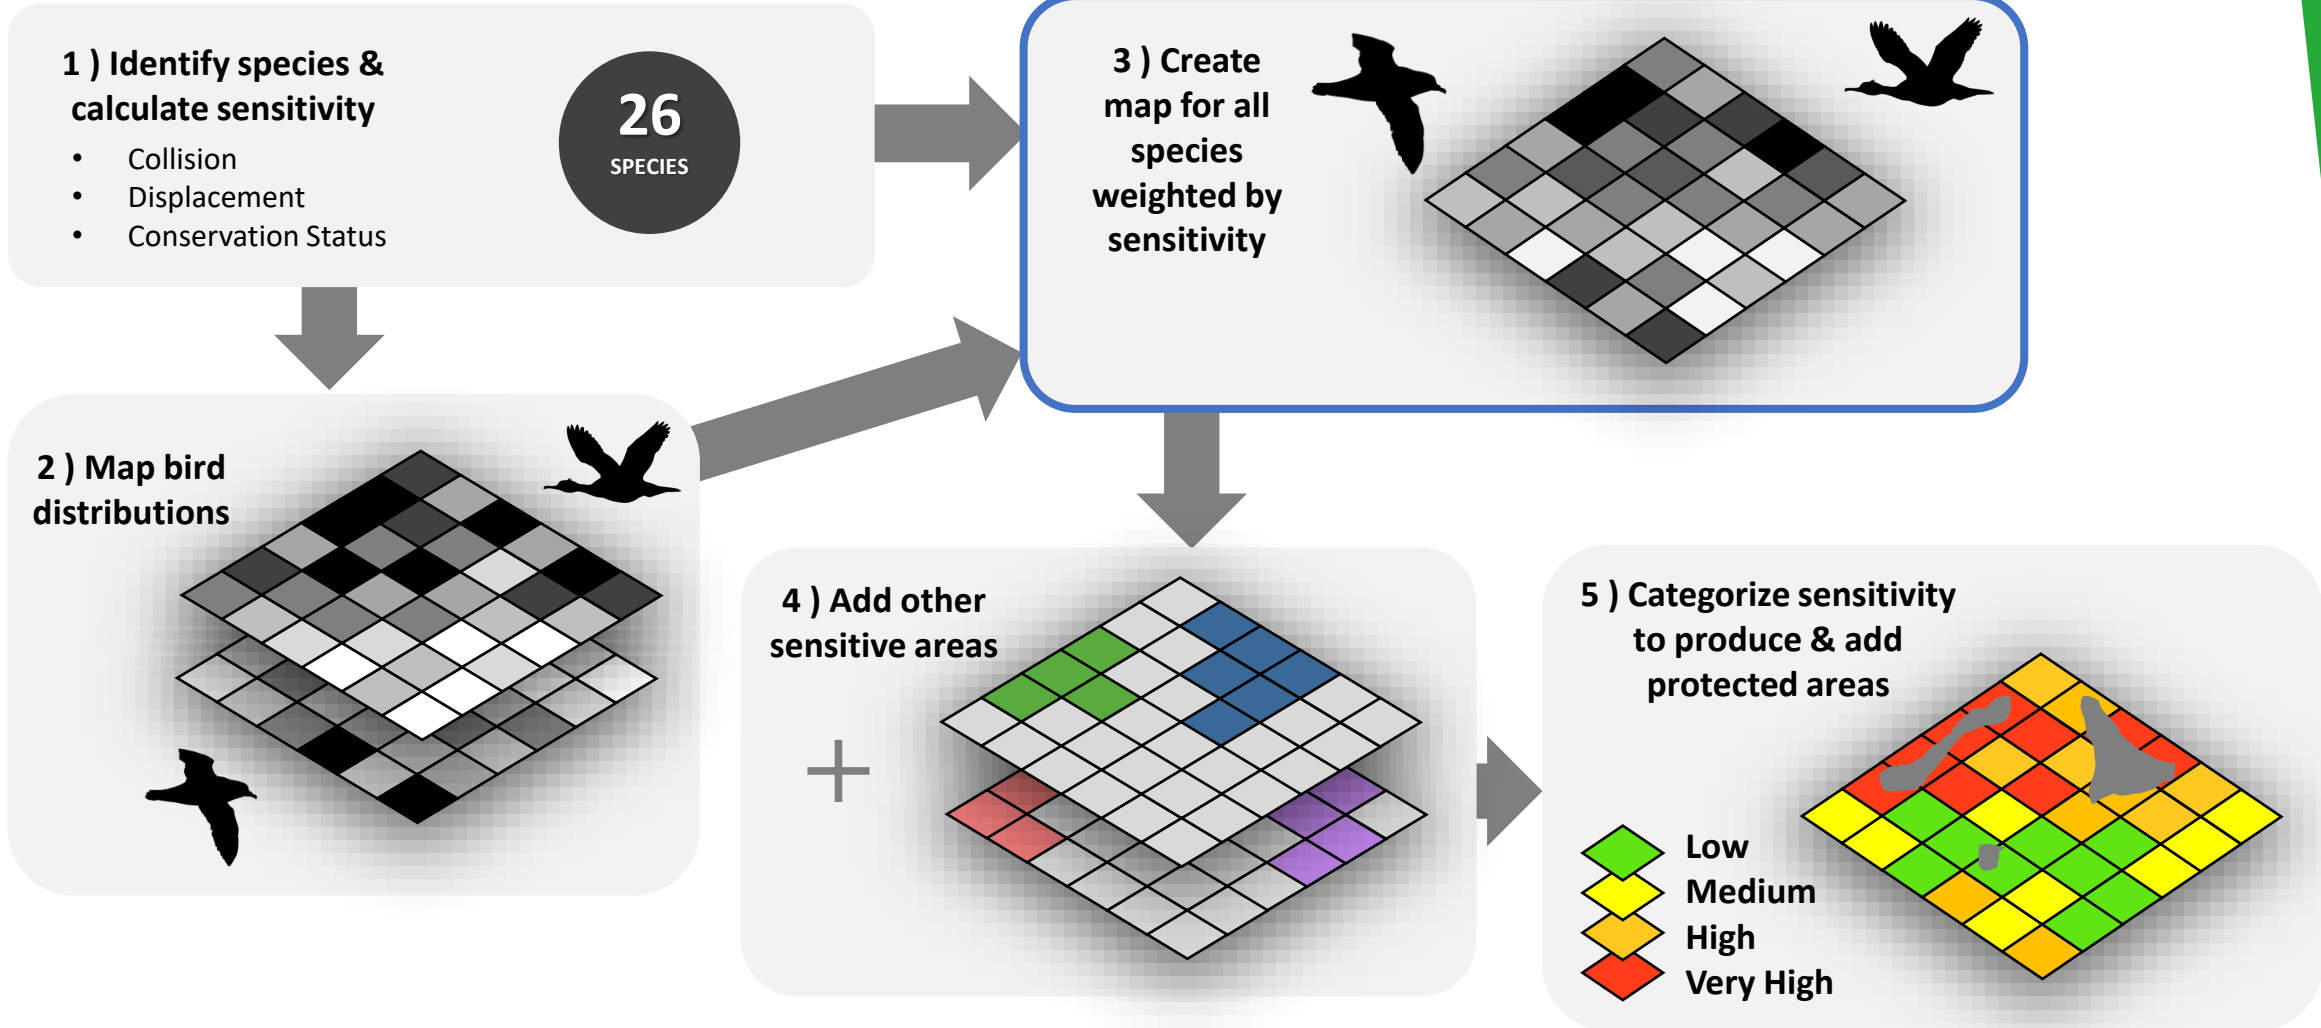 1 ) Identify species &
calculate sensitivity
• Collision
• Displacement
• Conservation Status
26
SPECIES
2 ) Map bird
distributions
3 ) Create
map for all
species
weighted by
sensitivity
4 ) Add other
sensitive areas
+
5 ) Categorize sensitivity
to produce & add
protected areas
Low
Medium
High
Very High